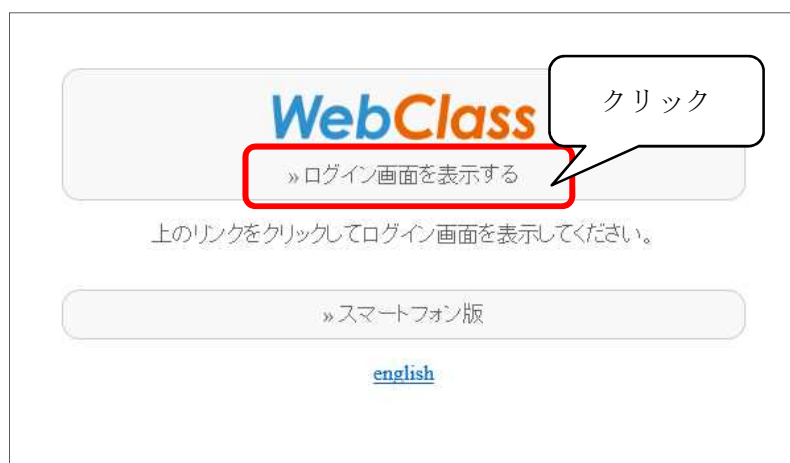 クリック
WebClass
»ログイン画面を表示する
上のリンクをクリックしてログイン画面を表示してください。
»スマートフォン版
english